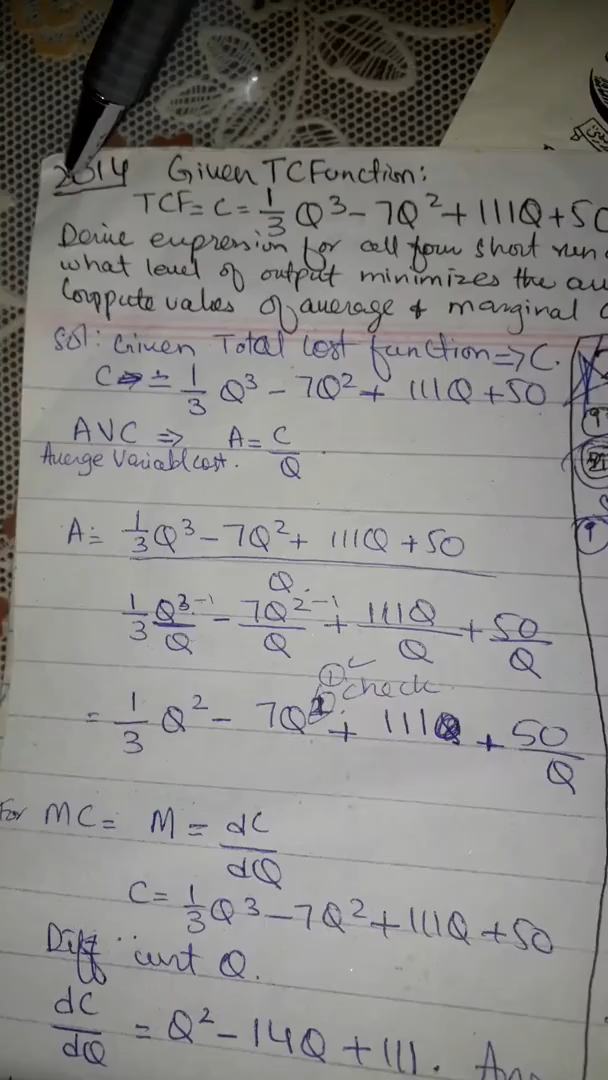 2014 Given TCFunction:
TCF = C = 1/3 Q³ - 7Q² + 111Q + 50
Derive expression for all four short run
what level of output minimizes the av
Compute values of average & marginal C
Sol: Given Total Cost function => C.
C => = 1/3 Q³ - 7Q² + 111Q + 50
AVC => A = C/Q
Average Variable cost.
A = (1/3 Q³ - 7Q² + 111Q + 50)/Q
1/3 Q³⁻¹/Q - 7Q²⁻¹/Q + 111Q/Q + 50/Q
① ✓
check
= 1/3 Q² - 7Q + 111 + 50/Q
For MC = M = dC/dQ
C = 1/3 Q³ - 7Q² + 111Q + 50
Diff. wrt Q.
dC/dQ = Q² - 14Q + 111. Ans